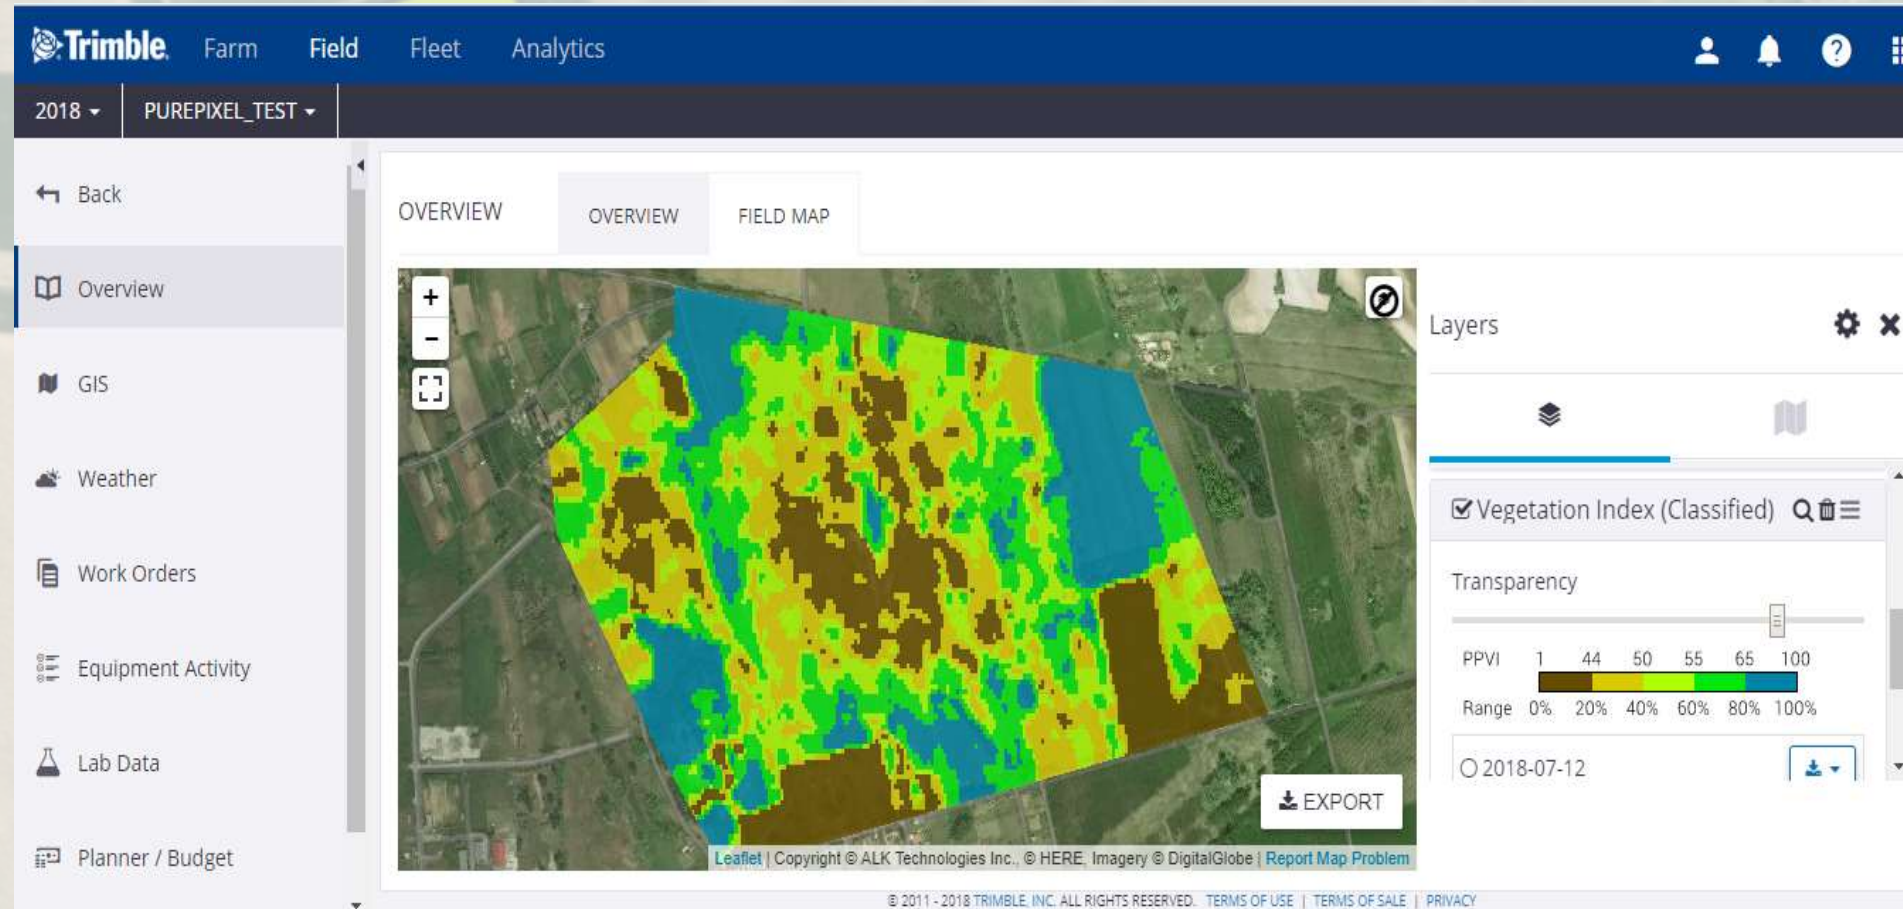 Trimble. Farm Field Fleet Analytics
2018 PUREPIXEL_TEST
Back
Overview
GIS
Weather
Work Orders
Equipment Activity
Lab Data
Planner / Budget
OVERVIEW OVERVIEW FIELD MAP
+
-
EXPORT
Leaflet | Copyright © ALK Technologies Inc., © HERE, Imagery © DigitalGlobe | Report Map Problem
Layers
Vegetation Index (Classified)
Transparency
PPVI 1 44 50 55 65 100
Range 0% 20% 40% 60% 80% 100%
2018-07-12
© 2011 - 2018 TRIMBLE, INC. ALL RIGHTS RESERVED. TERMS OF USE | TERMS OF SALE | PRIVACY